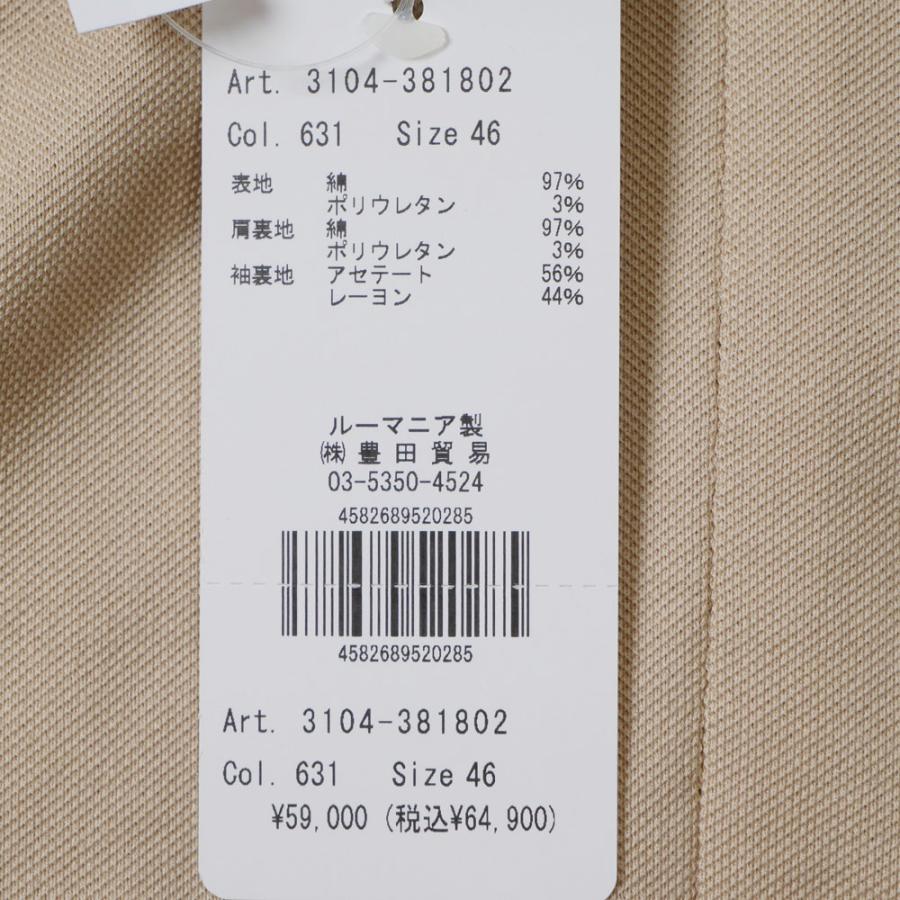 Art. 3104-381802
Col. 631 Size 46
表地 綿 97%
ポリウレタン 3%
肩裏地 綿 97%
ポリウレタン 3%
袖裏地 アセテート 56%
レーヨン 44%
ルーマニア製
㈱ 豊田貿易
03-5350-4524
4582689520285
4582689520285
Art. 3104-381802
Col. 631 Size 46
¥59,000 (税込¥64,900)